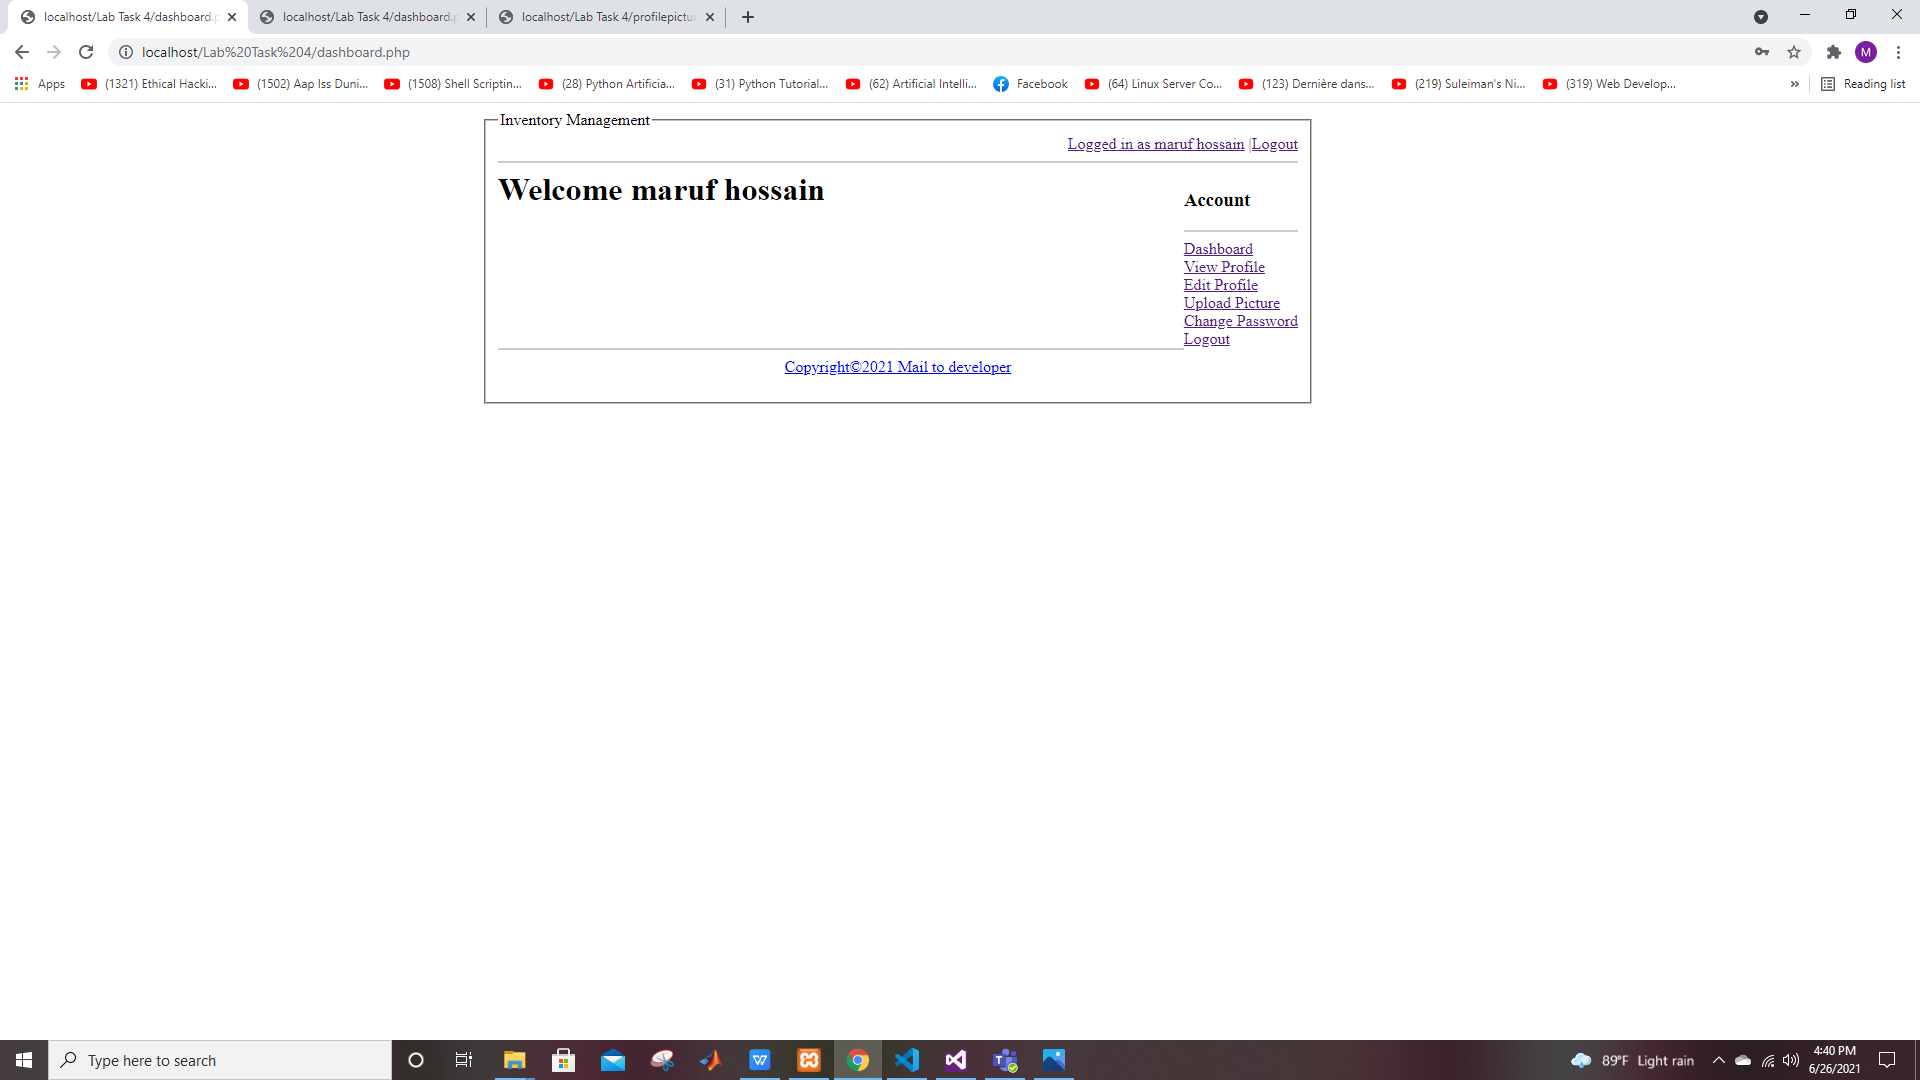 localhost/Lab Task 4/dashboard.p
localhost/Lab Task 4/dashboard.p
localhost/Lab Task 4/profilepictu
localhost/Lab%20Task%204/dashboard.php
M
Apps
(1321) Ethical Hacki...
(1502) Aap Iss Duni...
(1508) Shell Scriptin...
(28) Python Artificia...
(31) Python Tutorial...
(62) Artificial Intelli...
Facebook
(64) Linux Server Co...
(123) Dernière dans...
(219) Suleiman's Ni...
(319) Web Develop...
»
Reading list
Inventory Management
Logged in as maruf hossain |Logout
Welcome maruf hossain
Account
Dashboard
View Profile
Edit Profile
Upload Picture
Change Password
Logout
Copyright©2021 Mail to developer
Type here to search
89°F Light rain
4:40 PM
6/26/2021